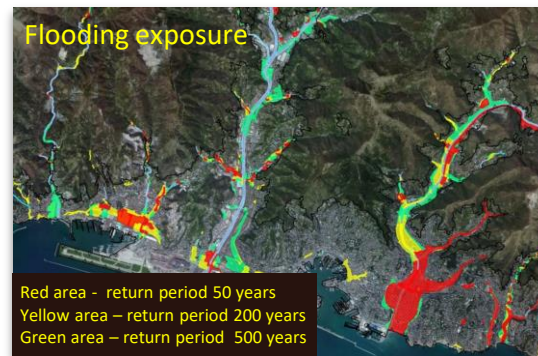 Flooding exposure
Red area - return period 50 years
Yellow area – return period 200 years
Green area – return period 500 years